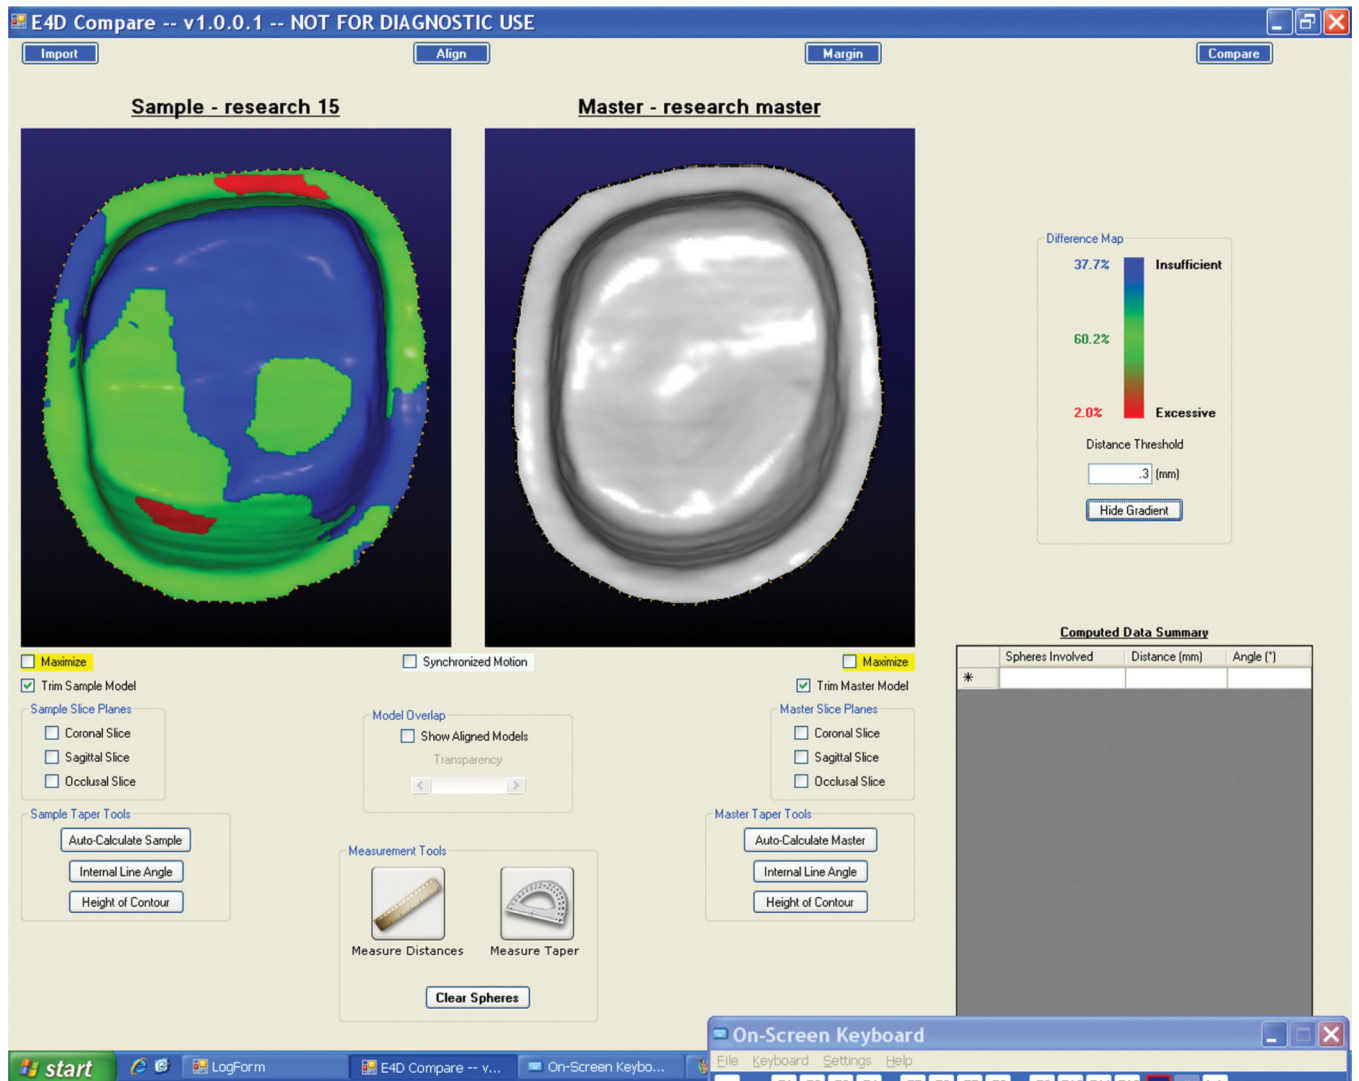 E4D Compare -- v1.0.0.1 -- NOT FOR DIAGNOSTIC USE
Import Align Margin Compare
Sample - research 15
Master - research master
Difference Map
37.7% Insufficient
60.2%
2.0% Excessive
Distance Threshold
.3 (mm)
Hide Gradient
Computed Data Summary
Spheres Involved Distance (mm) Angle (°)
*
Maximize
Synchronized Motion
Maximize
Trim Sample Model
Trim Master Model
Sample Slice Planes
Coronal Slice
Sagittal Slice
Occlusal Slice
Model Overlap
Show Aligned Models
Transparency
Master Slice Planes
Coronal Slice
Sagittal Slice
Occlusal Slice
Sample Taper Tools
Auto-Calculate Sample
Internal Line Angle
Height of Contour
Master Taper Tools
Auto-Calculate Master
Internal Line Angle
Height of Contour
Measurement Tools
Measure Distances Measure Taper
Clear Spheres
On-Screen Keyboard
File Keyboard Settings Help
start LogForm E4D Compare -- v... On-Screen Keybo...